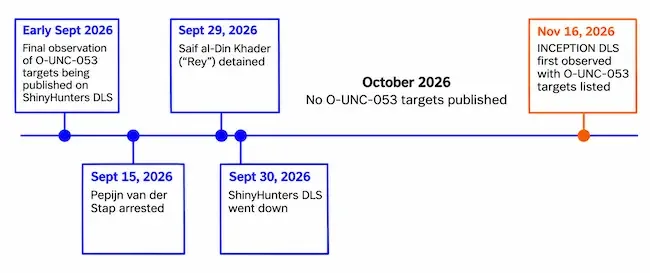 Early Sept 2026
Final observation
of O-UNC-053
targets being
published on
ShinyHunters DLS
Sept 15, 2026
Pepijn van der
Stap arrested
Sept 29, 2026
Saif al-Din Khader
(“Rey”) detained
Sept 30, 2026
ShinyHunters DLS
went down
October 2026
No O-UNC-053 targets published
Nov 16, 2026
INCEPTION DLS
first observed
with O-UNC-053
targets listed